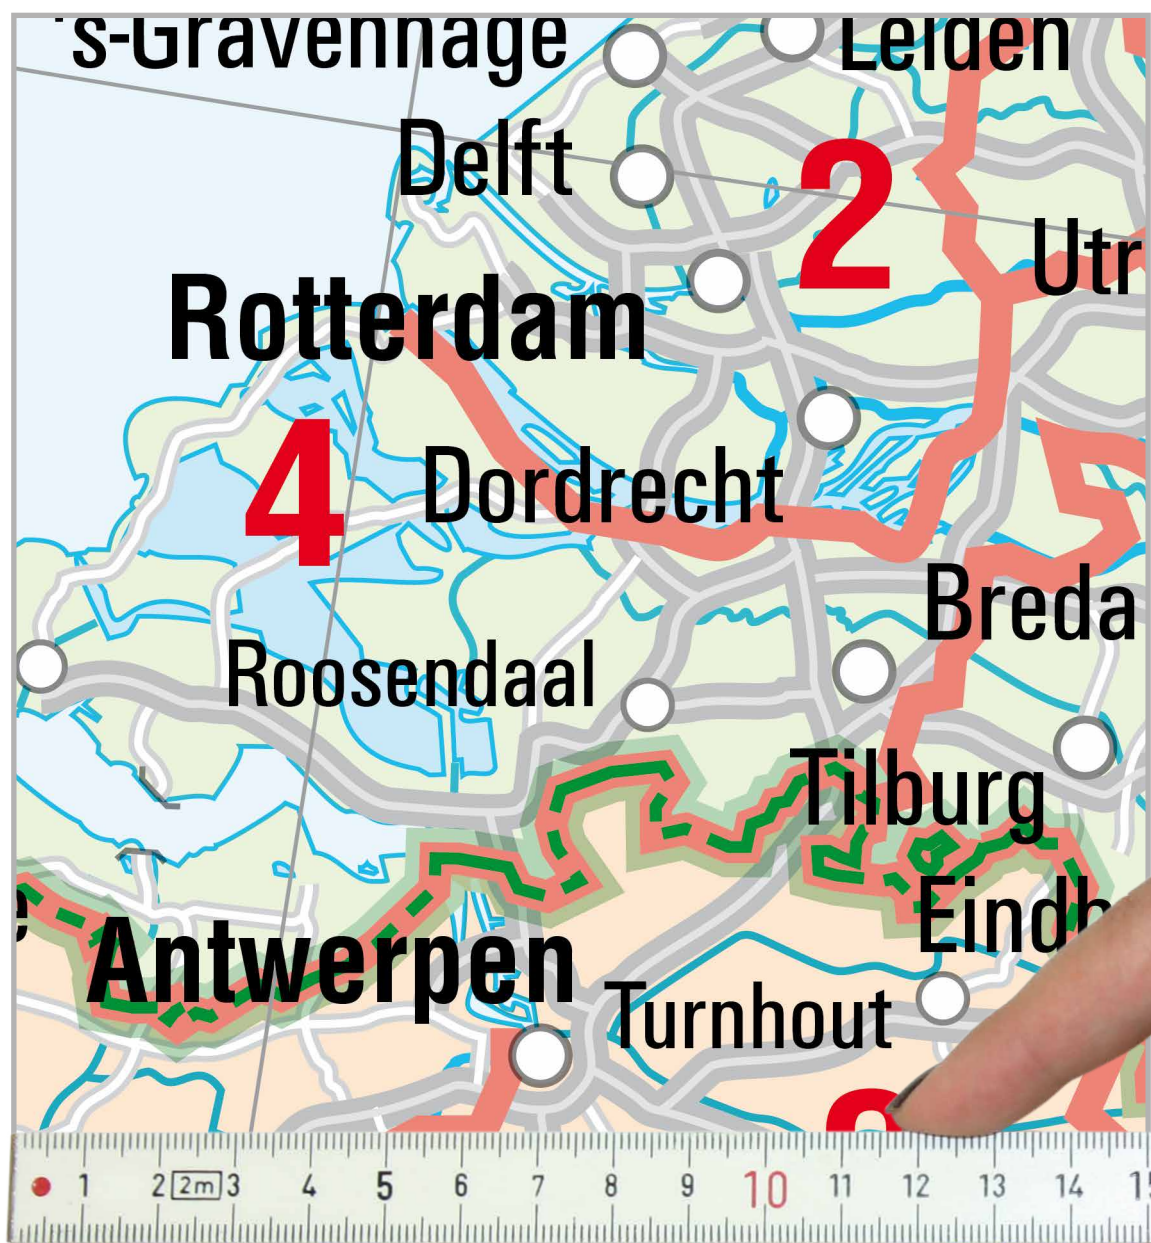 's-Gravenhage
Leiden
Delft
2
Utr
Rotterdam
4
Dordrecht
Breda
Roosendaal
Tilburg
e
Eindh
Antwerpen
Turnhout
1 2 2m 3 4 5 6 7 8 9 10 11 12 13 14 15